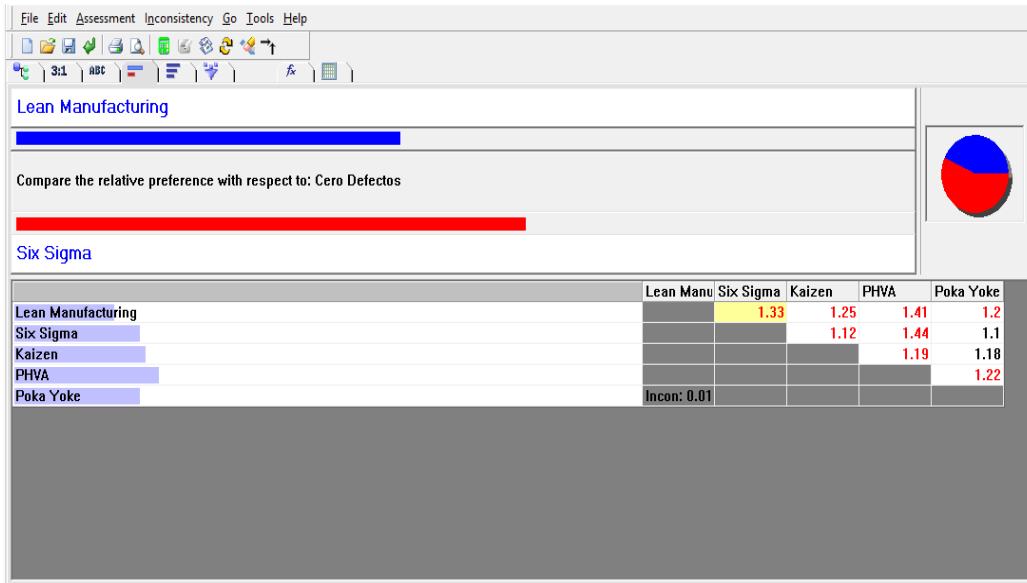 File Edit Assessment Inconsistency Go Tools Help
3:1 ABC fx
Lean Manufacturing
Compare the relative preference with respect to: Cero Defectos
Six Sigma
Lean Manu Six Sigma Kaizen PHVA Poka Yoke
Lean Manufacturing 1.33 1.25 1.41 1.2
Six Sigma 1.12 1.44 1.1
Kaizen 1.19 1.18
PHVA 1.22
Poka Yoke Incon: 0.01